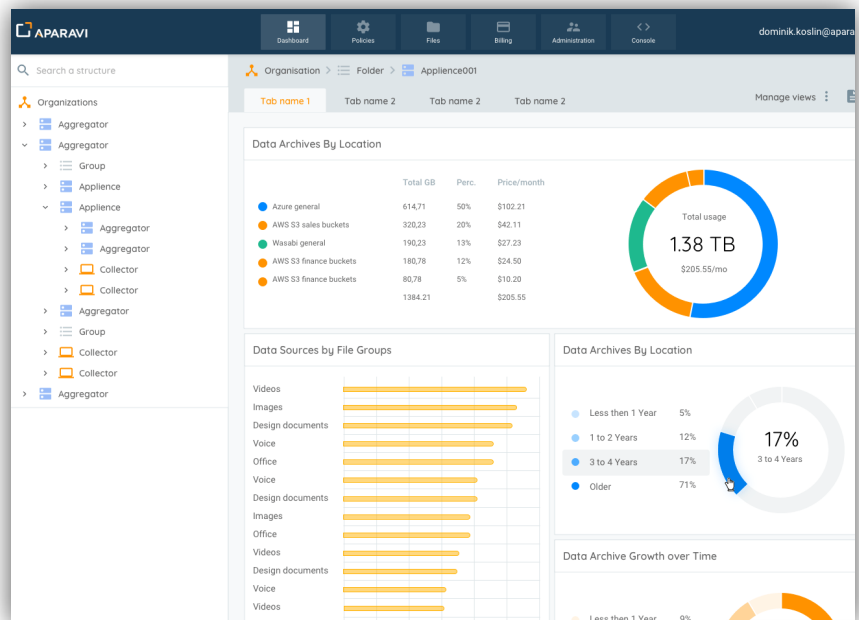 APARAVI
Dashboard
Policies
Files
Billing
Administration
Console
dominik.koslin@apara
Search a structure
Organisation > Folder > Applience001
Tab name 1
Tab name 2
Tab name 2
Tab name 2
Manage views
Organizations
Aggregator
Aggregator
Group
Applience
Applience
Aggregator
Aggregator
Collector
Collector
Aggregator
Group
Collector
Collector
Aggregator
Data Archives By Location
Total GB Perc. Price/month
Azure general 614,71 50% $102.21
AWS S3 sales buckets 320,23 20% $42.11
Wasabi general 190,23 13% $27.23
AWS S3 finance buckets 180,78 12% $24.50
AWS S3 finance buckets 80,78 5% $10.20
1384.21 $205.55
Total usage
1.38 TB
$205.55/mo
Data Sources by File Groups
Videos
Images
Design documents
Voice
Office
Voice
Design documents
Images
Office
Videos
Design documents
Voice
Videos
Data Archives By Location
Less then 1 Year 5%
1 to 2 Years 12%
3 to 4 Years 17%
Older 71%
17%
3 to 4 Years
Data Archive Growth over Time
Less then 1 Year 9%